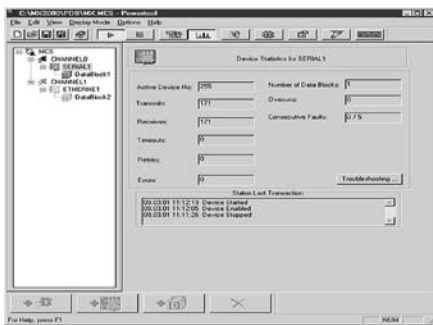 File Edit View Display Mode Options Help
MCS
CHANNEL0
SERIAL1
DataBlock1
CHANNEL1
ETHERNET
DataBlock2
Device Statistics for SERIAL1
Active Device No: 255
Number of Data Blocks: 1
Transmits: 171
Overruns: 0
Receives: 171
Consecutive Faults: 0 / 5
Timeouts: 0
Retries: 0
Errors: 0
Troubleshooting ...
Status Last Transaction
09.03.01 11:12:13 Device Started
09.03.01 11:12:05 Device Enabled
09.03.01 11:11:26 Device Stopped
For Help, press F1
NUM